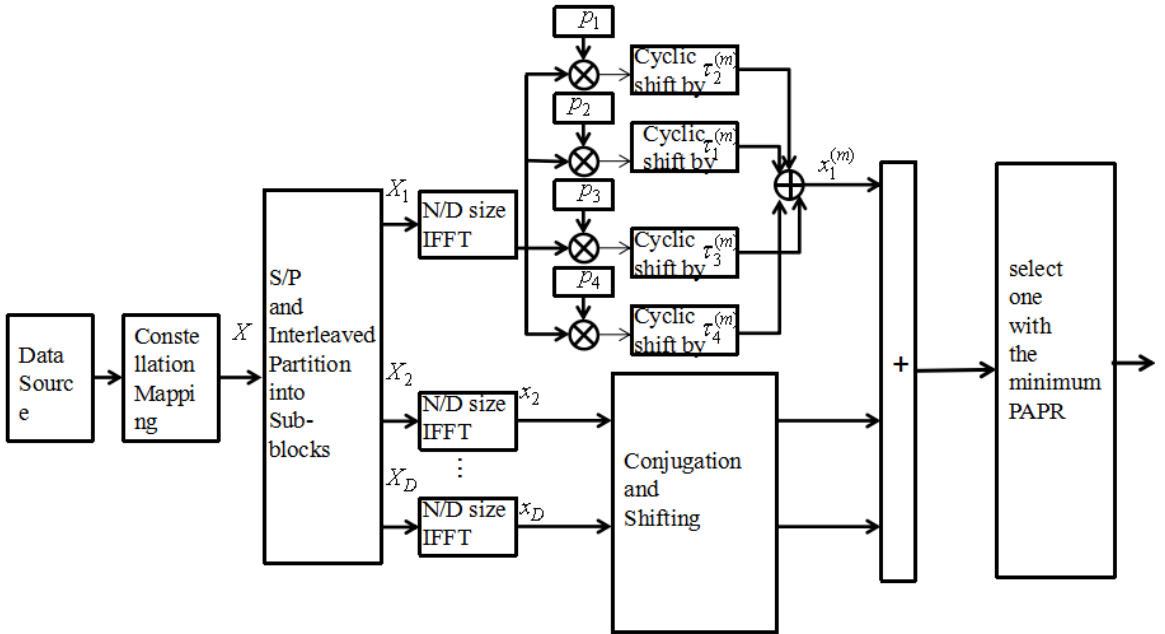 p₁
Cyclic
shift by τ₂⁽ᵐ⁾
p₂
Cyclic
shift by τ₁⁽ᵐ⁾
x₁⁽ᵐ⁾
p₃
Cyclic
shift by τ₃⁽ᵐ⁾
p₄
Cyclic
shift by τ₄⁽ᵐ⁾
X₁
N/D size
IFFT
Data
Sourc
e
Conste
llation
Mappi
ng
X
S/P
and
Interleaved
Partition
into
Sub-
blocks
X₂
N/D size
IFFT
x₂
⋮
X_D
N/D size
IFFT
x_D
Conjugation
and
Shifting
+
select
one
with
the
minimum
PAPR